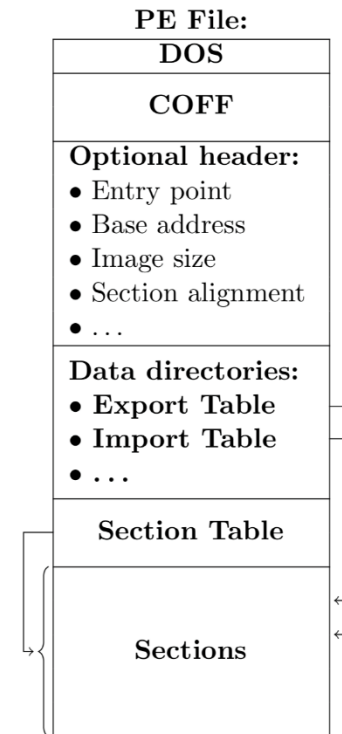 PE File:
DOS
COFF
Optional header:
• Entry point
• Base address
• Image size
• Section alignment
• . . .
Data directories:
• Export Table
• Import Table
• . . .
Section Table
Sections